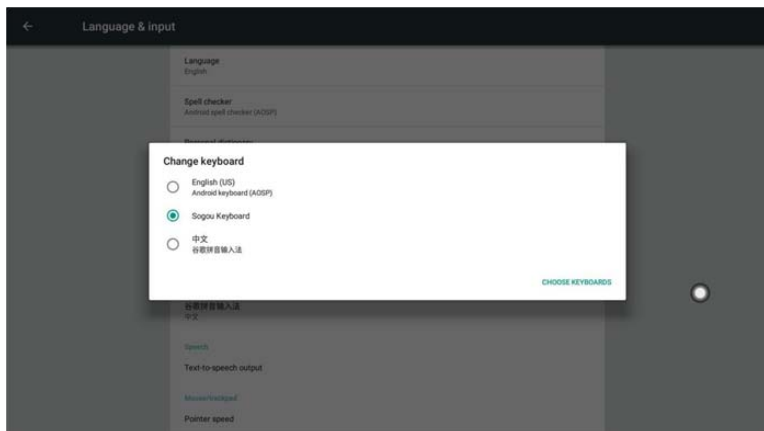 Language & input
Language
English
Spell checker
Android spell checker (AOSP)
Personal dictionary
Change keyboard
English (US)
Android keyboard (AOSP)
Sogou Keyboard
中文
谷歌拼音输入法
CHOOSE KEYBOARDS
谷歌拼音输入法
中文
Speech
Text-to-speech output
Mouse/trackpad
Pointer speed